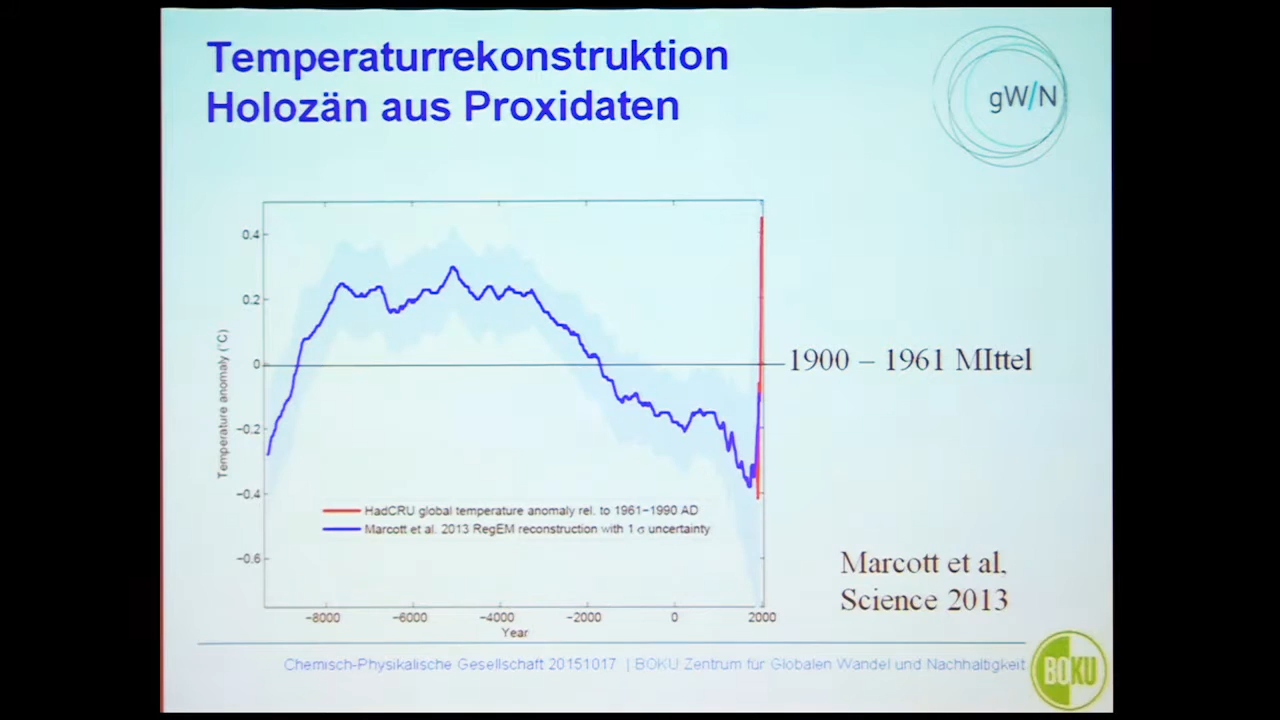 Temperaturrekonstruktion
Holozän aus Proxidaten
gW/N
0.4
0.2
0
−0.2
−0.4
−0.6
Temperature anomaly (°C)
1900 – 1961 MIttel
HadCRU global temperature anomaly rel. to 1961−1990 AD
Marcott et al. 2013 RegEM reconstruction with 1 σ uncertainty
−8000
−6000
−4000
−2000
0
2000
Year
Marcott et al,
Science 2013
Chemisch-Physikalische Gesellschaft 20151017 | BOKU Zentrum für Globalen Wandel und Nachhaltigkeit
BOKU